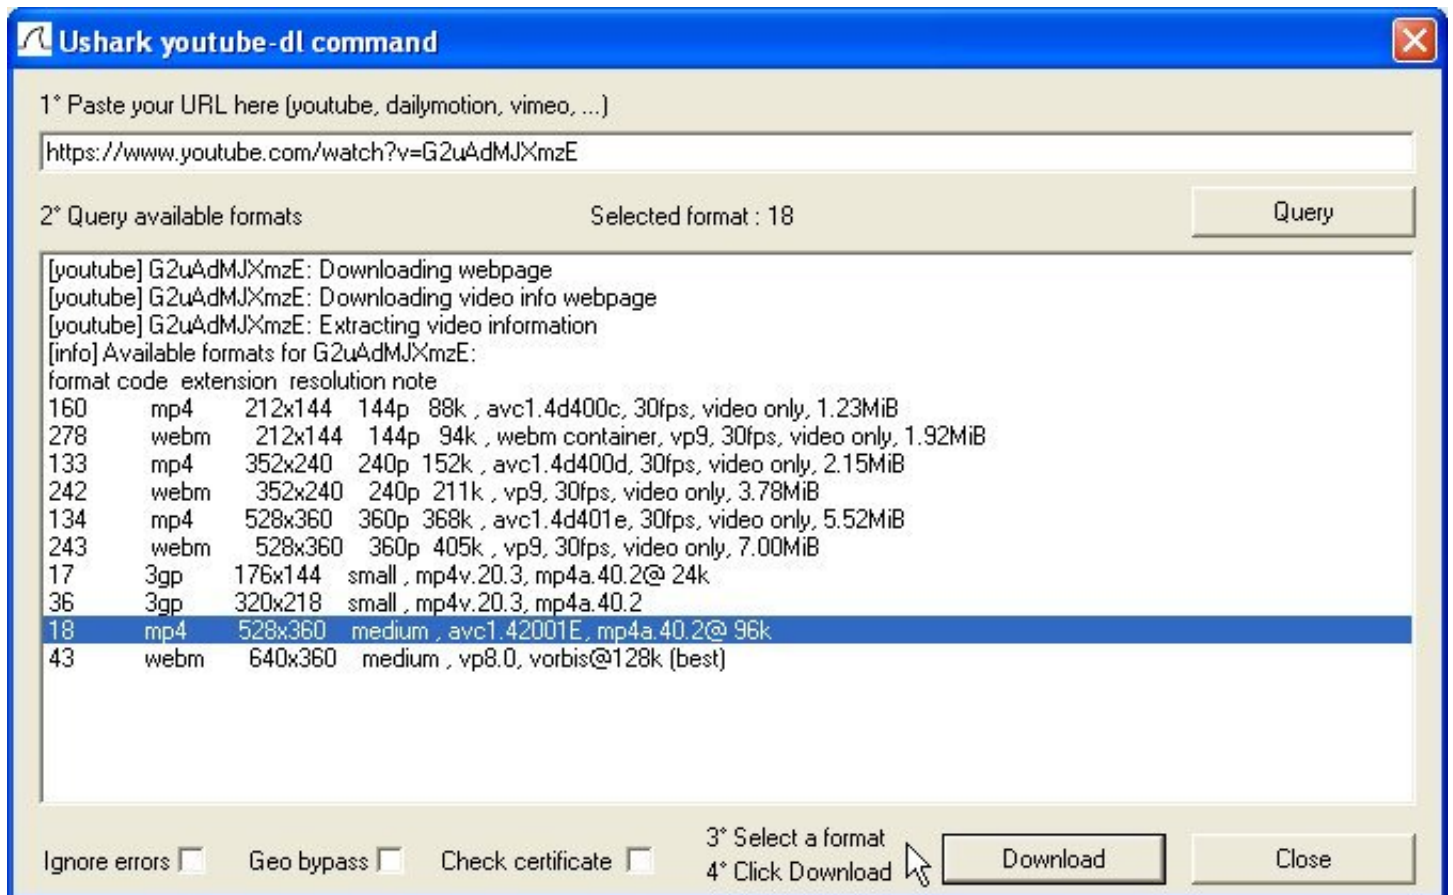 Ushark youtube-dl command
1° Paste your URL here (youtube, dailymotion, vimeo, ...)
https://www.youtube.com/watch?v=G2uAdMJXmzE
2° Query available formats Selected format : 18 Query
[youtube] G2uAdMJXmzE: Downloading webpage
[youtube] G2uAdMJXmzE: Downloading video info webpage
[youtube] G2uAdMJXmzE: Extracting video information
[info] Available formats for G2uAdMJXmzE:
format code extension resolution note
160 mp4 212x144 144p 88k , avc1.4d400c, 30fps, video only, 1.23MiB
278 webm 212x144 144p 94k , webm container, vp9, 30fps, video only, 1.92MiB
133 mp4 352x240 240p 152k , avc1.4d400d, 30fps, video only, 2.15MiB
242 webm 352x240 240p 211k , vp9, 30fps, video only, 3.78MiB
134 mp4 528x360 360p 368k , avc1.4d401e, 30fps, video only, 5.52MiB
243 webm 528x360 360p 405k , vp9, 30fps, video only, 7.00MiB
17 3gp 176x144 small , mp4v.20.3, mp4a.40.2@ 24k
36 3gp 320x218 small , mp4v.20.3, mp4a.40.2
18 mp4 528x360 medium , avc1.42001E, mp4a.40.2@ 96k
43 webm 640x360 medium , vp8.0, vorbis@128k (best)
Ignore errors Geo bypass Check certificate
3° Select a format
4° Click Download
Download Close